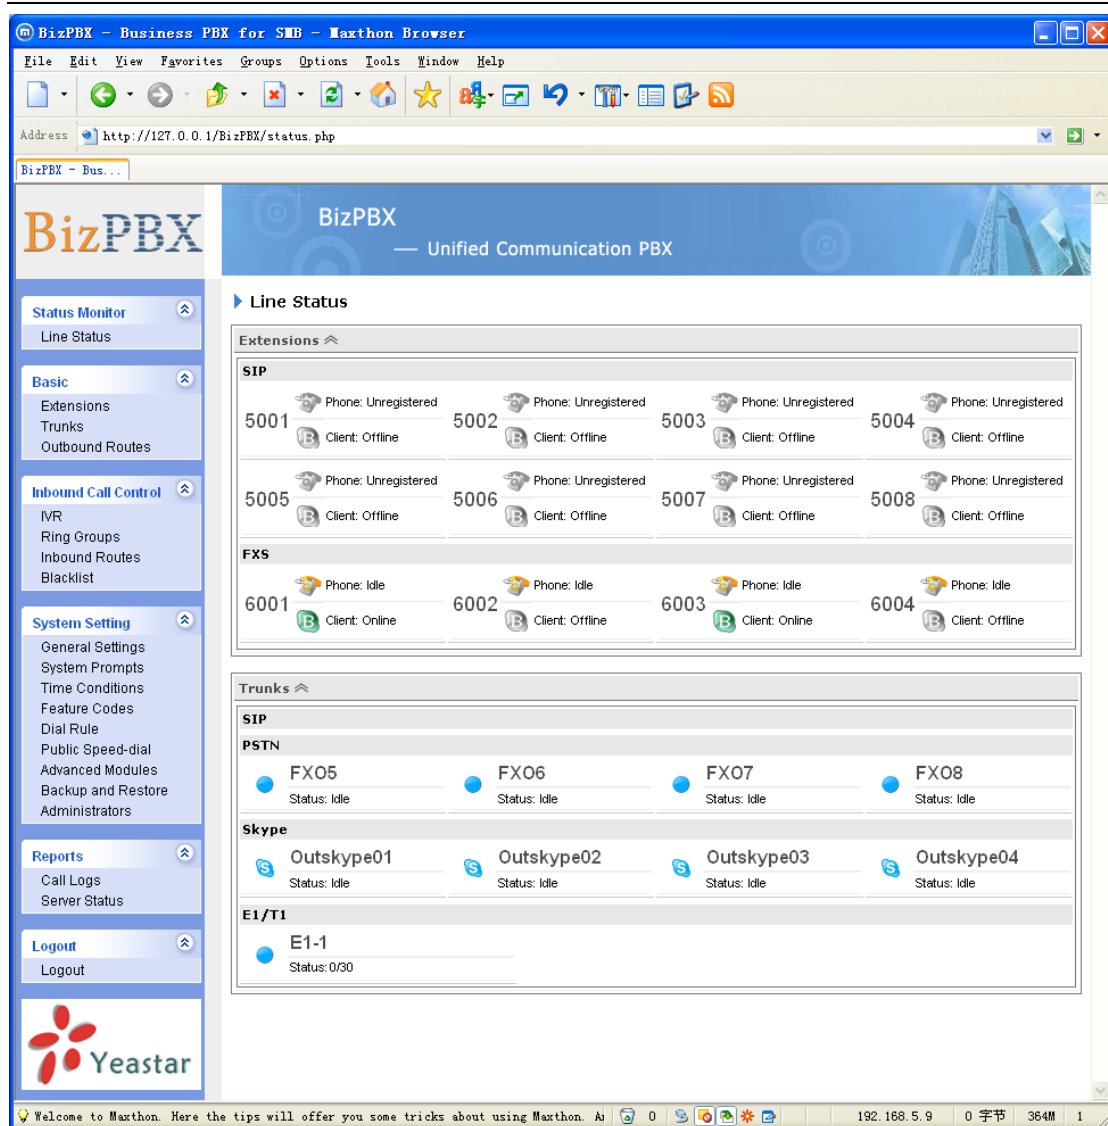 BizPBX - Business PBX for SMB - Maxthon Browser
File Edit View Favorites Groups Options Tools Window Help
Address http://127.0.0.1/BizPBX/status.php
BizPBX - Bus...
BizPBX
BizPBX
— Unified Communication PBX
Status Monitor
Line Status
Basic
Extensions
Trunks
Outbound Routes
Inbound Call Control
IVR
Ring Groups
Inbound Routes
Blacklist
System Setting
General Settings
System Prompts
Time Conditions
Feature Codes
Dial Rule
Public Speed-dial
Advanced Modules
Backup and Restore
Administrators
Reports
Call Logs
Server Status
Logout
Logout
Yeastar
Line Status
Extensions
SIP
5001 Phone: Unregistered Client: Offline
5002 Phone: Unregistered Client: Offline
5003 Phone: Unregistered Client: Offline
5004 Phone: Unregistered Client: Offline
5005 Phone: Unregistered Client: Offline
5006 Phone: Unregistered Client: Offline
5007 Phone: Unregistered Client: Offline
5008 Phone: Unregistered Client: Offline
FXS
6001 Phone: Idle Client: Online
6002 Phone: Idle Client: Offline
6003 Phone: Idle Client: Online
6004 Phone: Idle Client: Offline
Trunks
SIP
PSTN
FXO5 FXO6 FXO7 FXO8
Status: Idle Status: Idle Status: Idle Status: Idle
Skype
Outskype01 Outskype02 Outskype03 Outskype04
Status: Idle Status: Idle Status: Idle Status: Idle
E1/T1
E1-1
Status: 0/30
Welcome to Maxthon. Here the tips will offer you some tricks about using Maxthon. 0 192.168.5.9 0 字节 364M 1